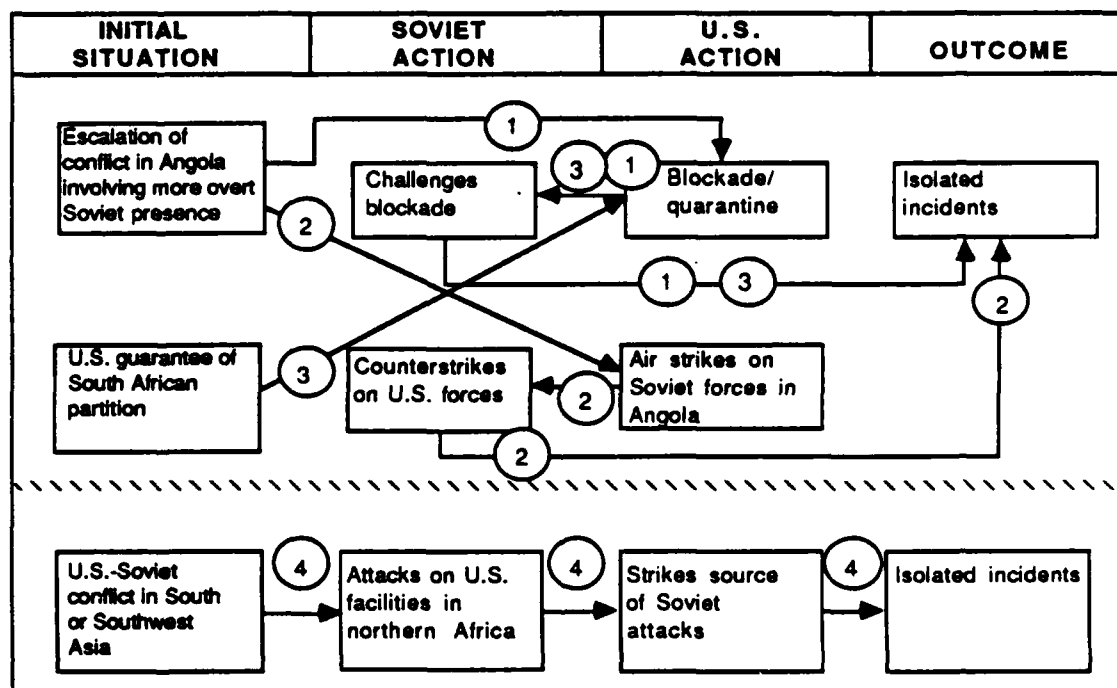 INITIAL
SITUATION
SOVIET
ACTION
U.S.
ACTION
OUTCOME
1
Escalation of
conflict in Angola
involving more overt
Soviet presence
3
1
Challenges
blockade
Blockade/
quarantine
Isolated
incidents
2
1
3
2
U.S. guarantee of
South African
partition
3
Counterstrikes
on U.S. forces
2
Air strikes on
Soviet forces in
Angola
2
4
4
4
U.S.-Soviet
conflict in South
or Southwest
Asia
Attacks on U.S.
facilities in
northern Africa
Strikes source
of Soviet
attacks
Isolated incidents